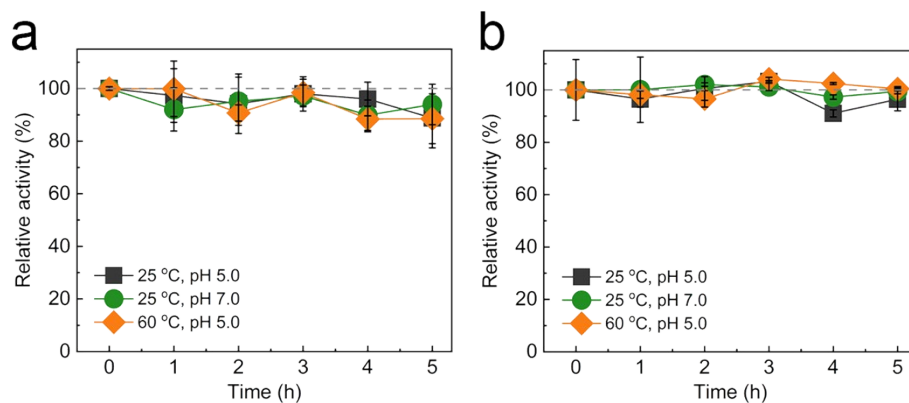 a
Relative activity (%)
100
80
60
40
20
0
25 °C, pH 5.0
25 °C, pH 7.0
60 °C, pH 5.0
0 1 2 3 4 5
Time (h)
b
Relative activity (%)
100
80
60
40
20
0
25 °C, pH 5.0
25 °C, pH 7.0
60 °C, pH 5.0
0 1 2 3 4 5
Time (h)